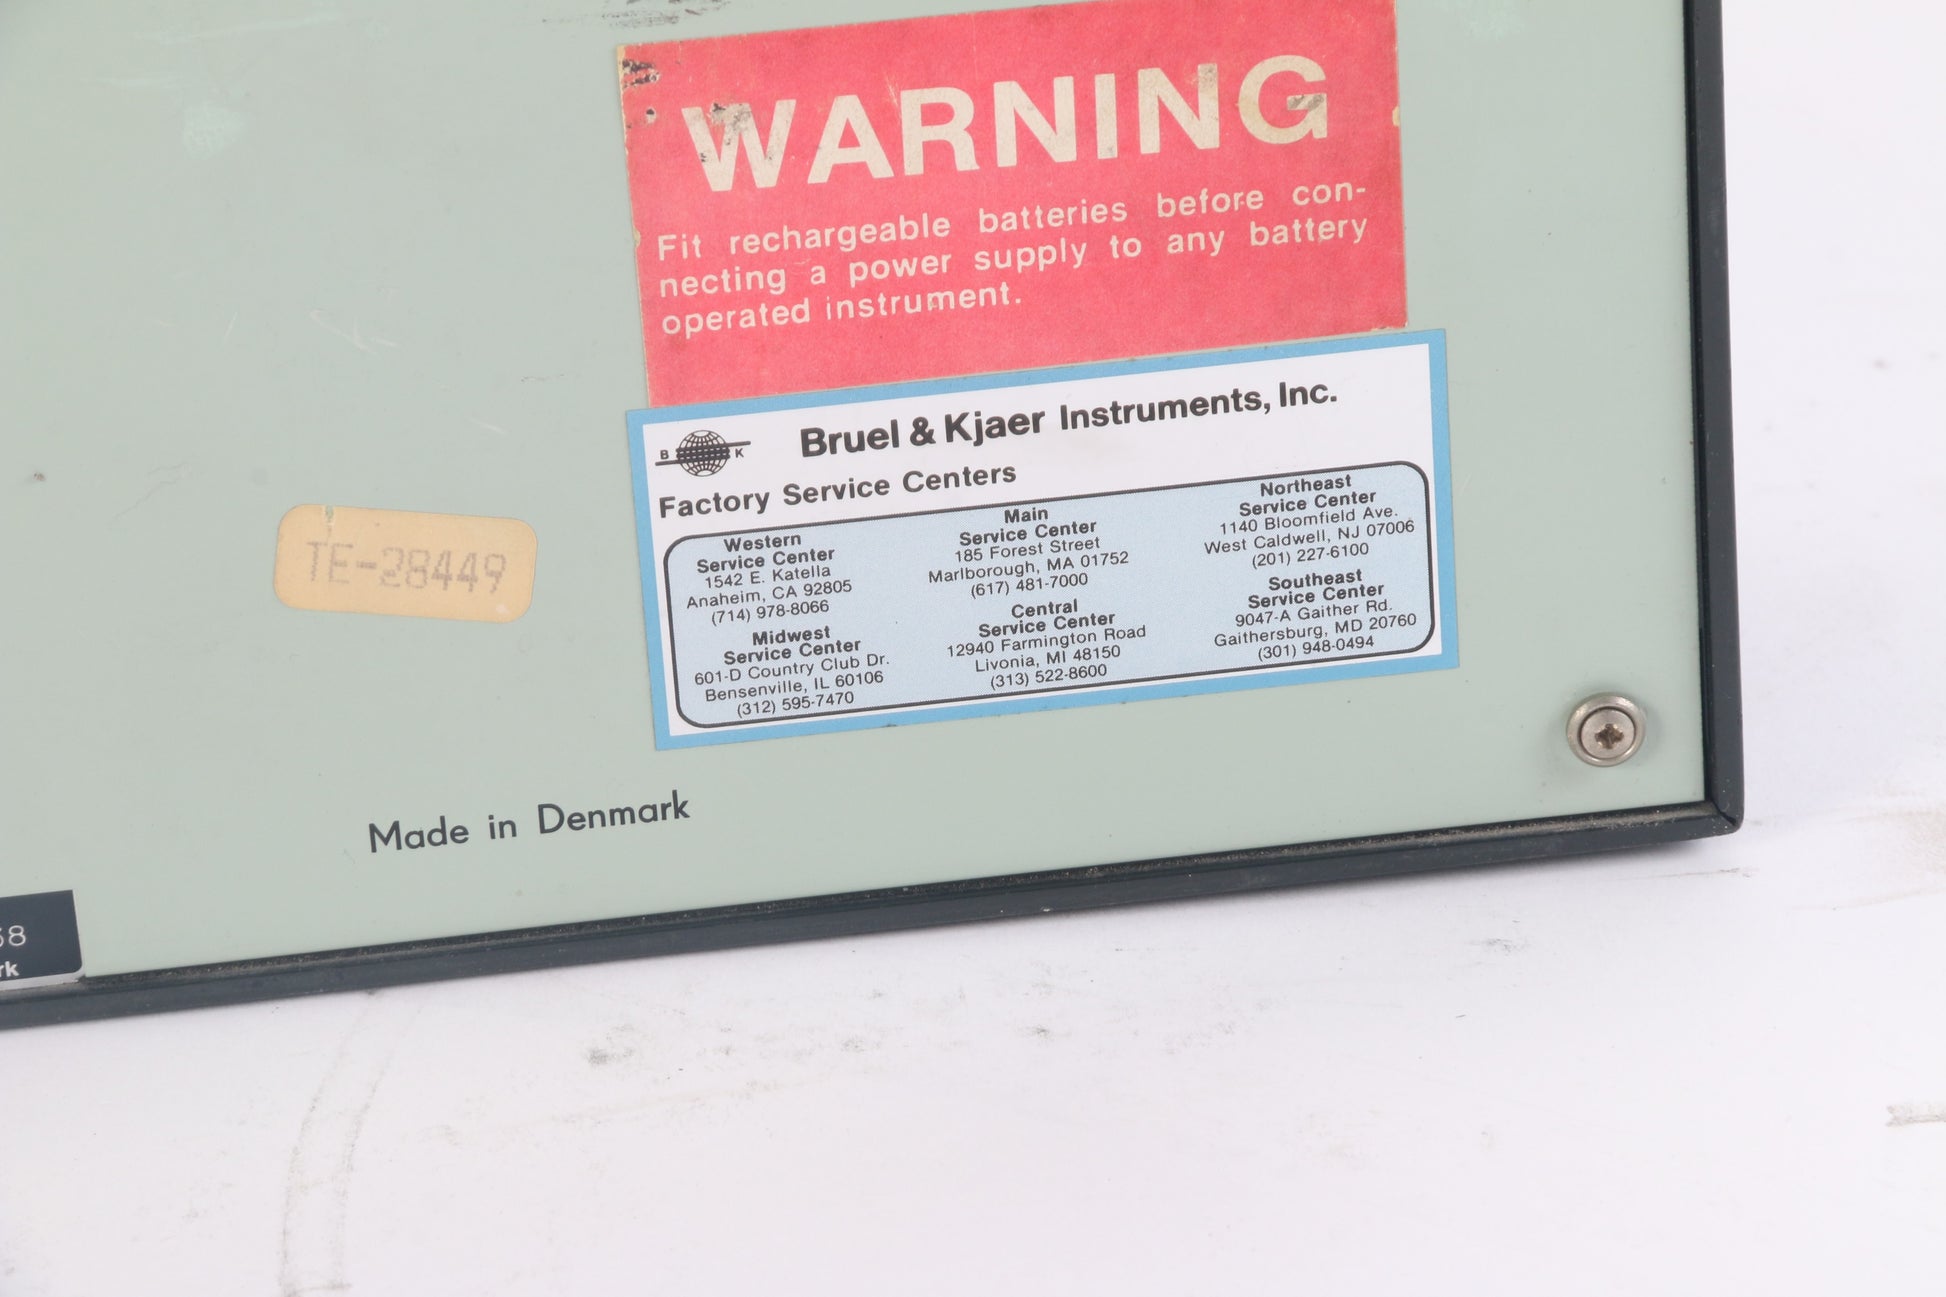 WARNING
Fit rechargeable batteries before con-
necting a power supply to any battery
operated instrument.
B K
Bruel & Kjaer Instruments, Inc.
Factory Service Centers
Western
Service Center
1542 E. Katella
Anaheim, CA 92805
(714) 978-8066
Main
Service Center
185 Forest Street
Marlborough, MA 01752
(617) 481-7000
Northeast
Service Center
1140 Bloomfield Ave.
West Caldwell, NJ 07006
(201) 227-6100
Midwest
Service Center
601-D Country Club Dr.
Bensenville, IL 60106
(312) 595-7470
Central
Service Center
12940 Farmington Road
Livonia, MI 48150
(313) 522-8600
Southeast
Service Center
9047-A Gaither Rd.
Gaithersburg, MD 20760
(301) 948-0494
TE-28449
Made in Denmark